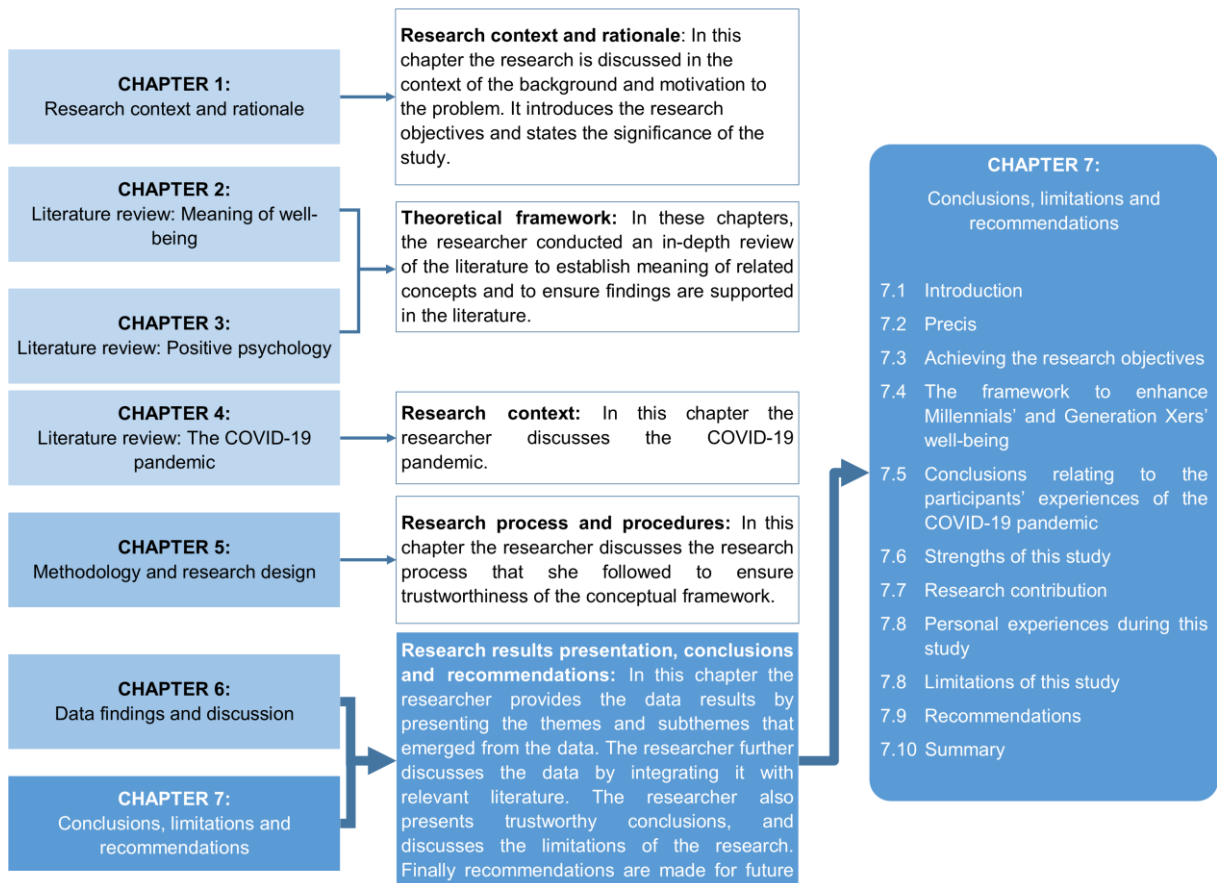 CHAPTER 1:
Research context and rationale
Research context and rationale: In this
chapter the research is discussed in the
context of the background and motivation to
the problem. It introduces the research
objectives and states the significance of the
study.
CHAPTER 2:
Literature review: Meaning of well-
being
CHAPTER 3:
Literature review: Positive psychology
Theoretical framework: In these chapters,
the researcher conducted an in-depth review
of the literature to establish meaning of related
concepts and to ensure findings are supported
in the literature.
CHAPTER 4:
Literature review: The COVID-19
pandemic
Research context: In this chapter the
researcher discusses the COVID-19
pandemic.
CHAPTER 5:
Methodology and research design
Research process and procedures: In this
chapter the researcher discusses the research
process that she followed to ensure
trustworthiness of the conceptual framework.
CHAPTER 6:
Data findings and discussion
CHAPTER 7:
Conclusions, limitations and
recommendations
Research results presentation, conclusions
and recommendations: In this chapter the
researcher provides the data results by
presenting the themes and subthemes that
emerged from the data. The researcher further
discusses the data by integrating it with
relevant literature. The researcher also
presents trustworthy conclusions, and
discusses the limitations of the research.
Finally recommendations are made for future
CHAPTER 7:
Conclusions, limitations and
recommendations
7.1 Introduction
7.2 Precis
7.3 Achieving the research objectives
7.4 The framework to enhance
Millennials’ and Generation Xers’
well-being
7.5 Conclusions relating to the
participants’ experiences of the
COVID-19 pandemic
7.6 Strengths of this study
7.7 Research contribution
7.8 Personal experiences during this
study
7.8 Limitations of this study
7.9 Recommendations
7.10 Summary